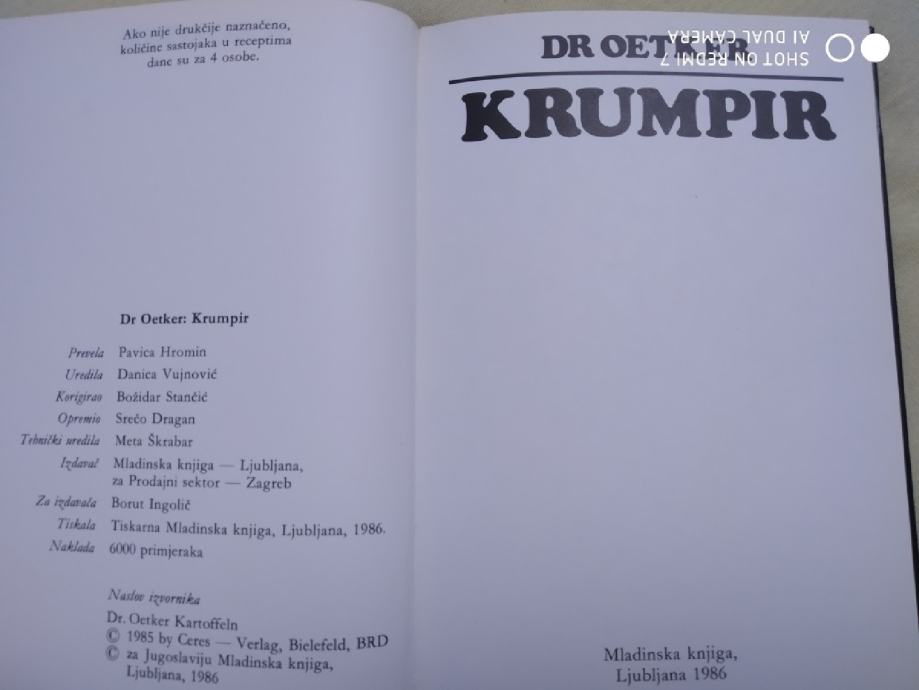 Ako nije drukčije naznačeno,
količine sastojaka u receptima
dane su za 4 osobe.
Dr Oetker: Krumpir
Prevela Pavica Hromin
Uredila Danica Vujnović
Korigirao Božidar Stančić
Opremio Srečo Dragan
Tehnički uredila Meta Škrabar
Izdavač Mladinska knjiga — Ljubljana,
za Prodajni sektor — Zagreb
Za izdavača Borut Ingolič
Tiskala Tiskarna Mladinska knjiga, Ljubljana, 1986.
Naklada 6000 primjeraka
Naslov izvornika
Dr. Oetker Kartoffeln
© 1985 by Ceres — Verlag, Bielefeld, BRD
© za Jugoslaviju Mladinska knjiga,
Ljubljana, 1986
DR OETKER
KRUMPIR
Mladinska knjiga,
Ljubljana 1986
SHOT ON REDMI 7
AI DUAL CAMERA